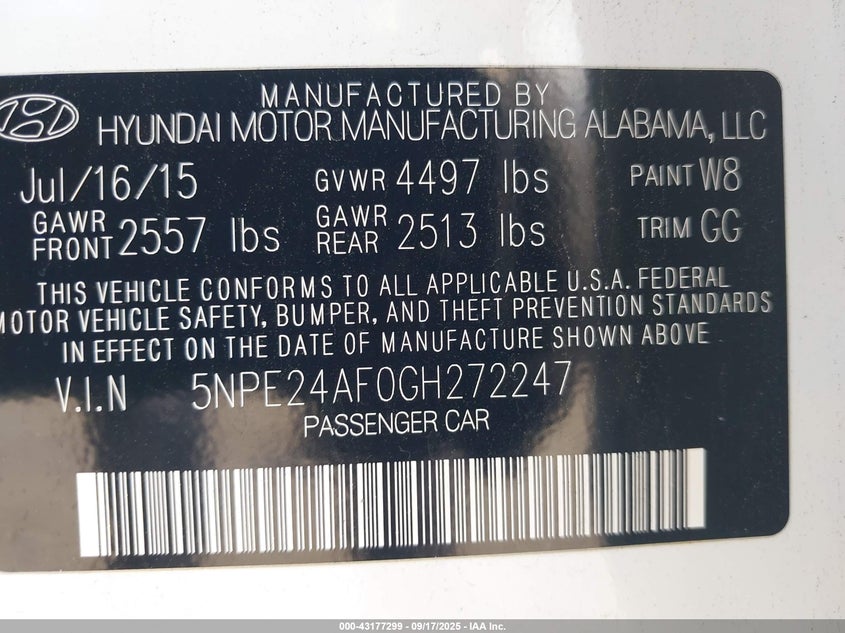 MANUFACTURED BY
HYUNDAI MOTOR MANUFACTURING ALABAMA, LLC
Jul/16/15 GVWR 4497 lbs PAINT W8
GAWR FRONT 2557 lbs GAWR REAR 2513 lbs TRIM GG
THIS VEHICLE CONFORMS TO ALL APPLICABLE U.S.A. FEDERAL
MOTOR VEHICLE SAFETY, BUMPER, AND THEFT PREVENTION STANDARDS
IN EFFECT ON THE DATE OF MANUFACTURE SHOWN ABOVE
V.I.N 5NPE24AF0GH272247
PASSENGER CAR
000-43177299 | 09/17/2025 | IAA Inc.